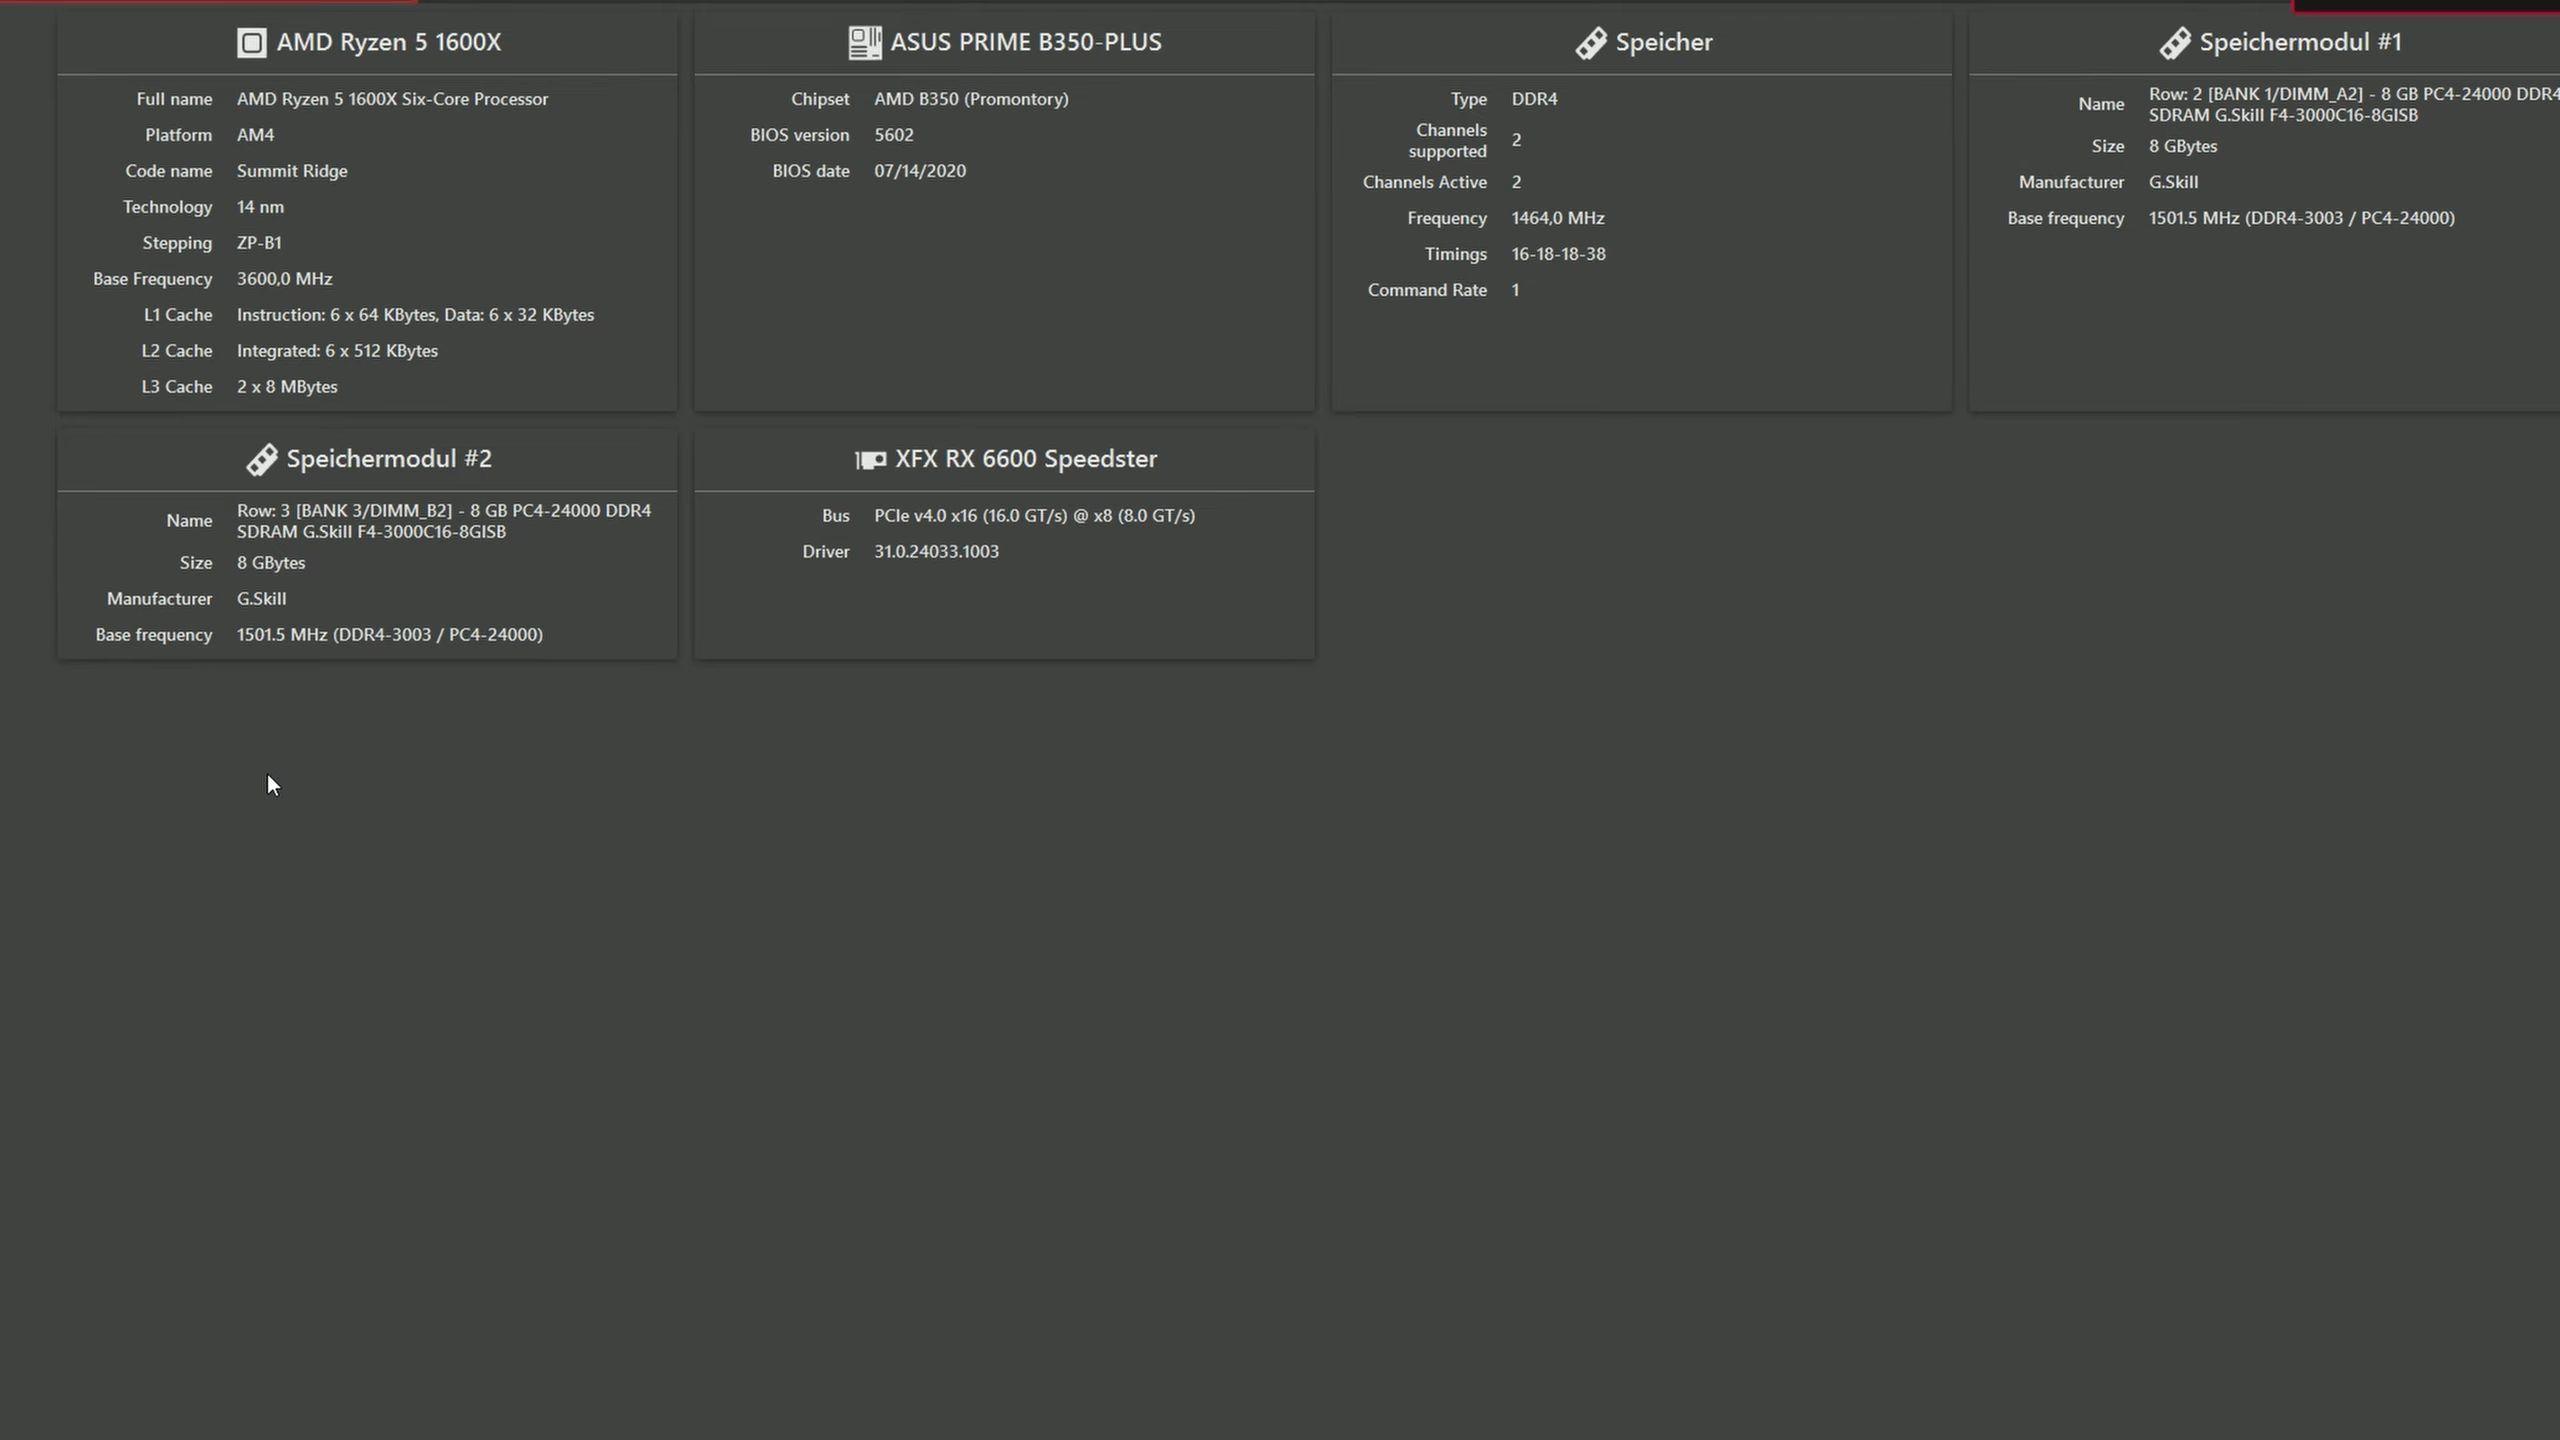 AMD Ryzen 5 1600X
Full name AMD Ryzen 5 1600X Six-Core Processor
Platform AM4
Code name Summit Ridge
Technology 14 nm
Stepping ZP-B1
Base Frequency 3600,0 MHz
L1 Cache Instruction: 6 x 64 KBytes, Data: 6 x 32 KBytes
L2 Cache Integrated: 6 x 512 KBytes
L3 Cache 2 x 8 MBytes
ASUS PRIME B350-PLUS
Chipset AMD B350 (Promontory)
BIOS version 5602
BIOS date 07/14/2020
Speicher
Type DDR4
Channels
supported 2
Channels Active 2
Frequency 1464,0 MHz
Timings 16-18-18-38
Command Rate 1
Speichermodul #1
Name Row: 2 [BANK 1/DIMM_A2] - 8 GB PC4-24000 DDR4
SDRAM G.Skill F4-3000C16-8GISB
Size 8 GBytes
Manufacturer G.Skill
Base frequency 1501.5 MHz (DDR4-3003 / PC4-24000)
Speichermodul #2
Name Row: 3 [BANK 3/DIMM_B2] - 8 GB PC4-24000 DDR4
SDRAM G.Skill F4-3000C16-8GISB
Size 8 GBytes
Manufacturer G.Skill
Base frequency 1501.5 MHz (DDR4-3003 / PC4-24000)
XFX RX 6600 Speedster
Bus PCIe v4.0 x16 (16.0 GT/s) @ x8 (8.0 GT/s)
Driver 31.0.24033.1003